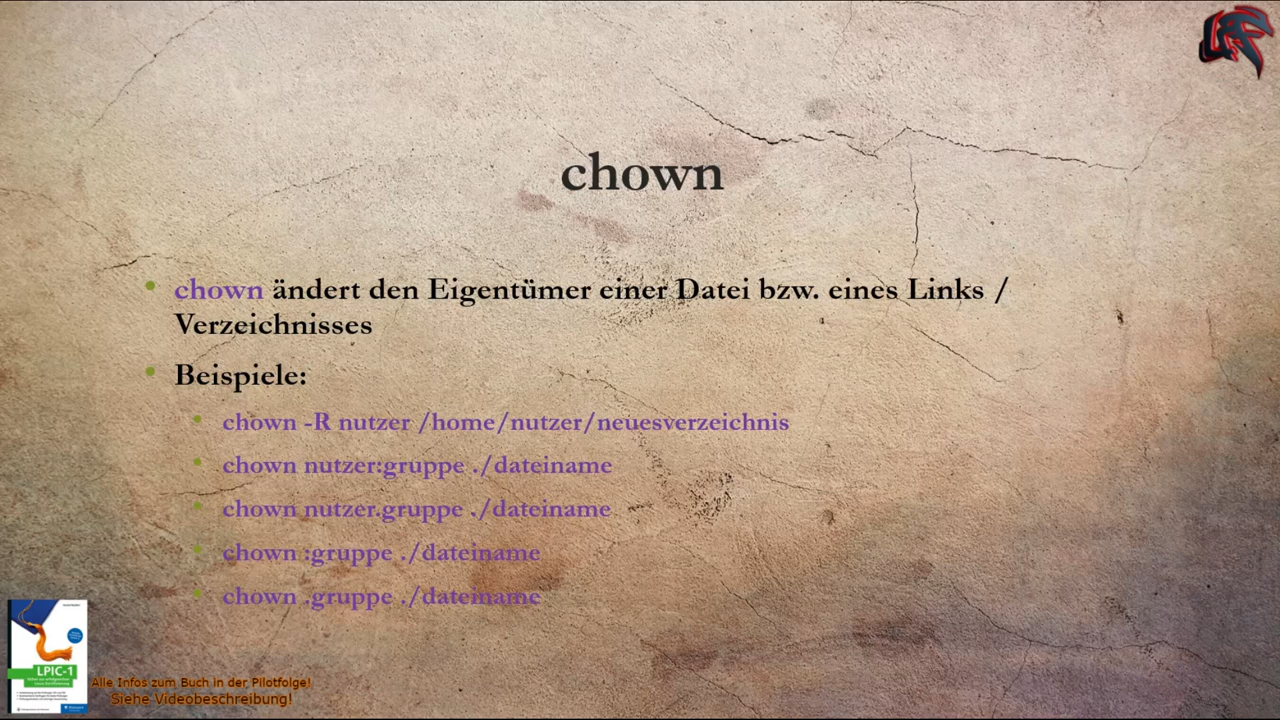 chown
chown ändert den Eigentümer einer Datei bzw. eines Links /
Verzeichnisses
Beispiele:
chown -R nutzer /home/nutzer/neuesverzeichnis
chown nutzer:gruppe ./dateiname
chown nutzer.gruppe ./dateiname
chown :gruppe ./dateiname
chown .gruppe ./dateiname
LPIC-1
Alle Infos zum Buch in der Pilotfolge!
Siehe Videobeschreibung!